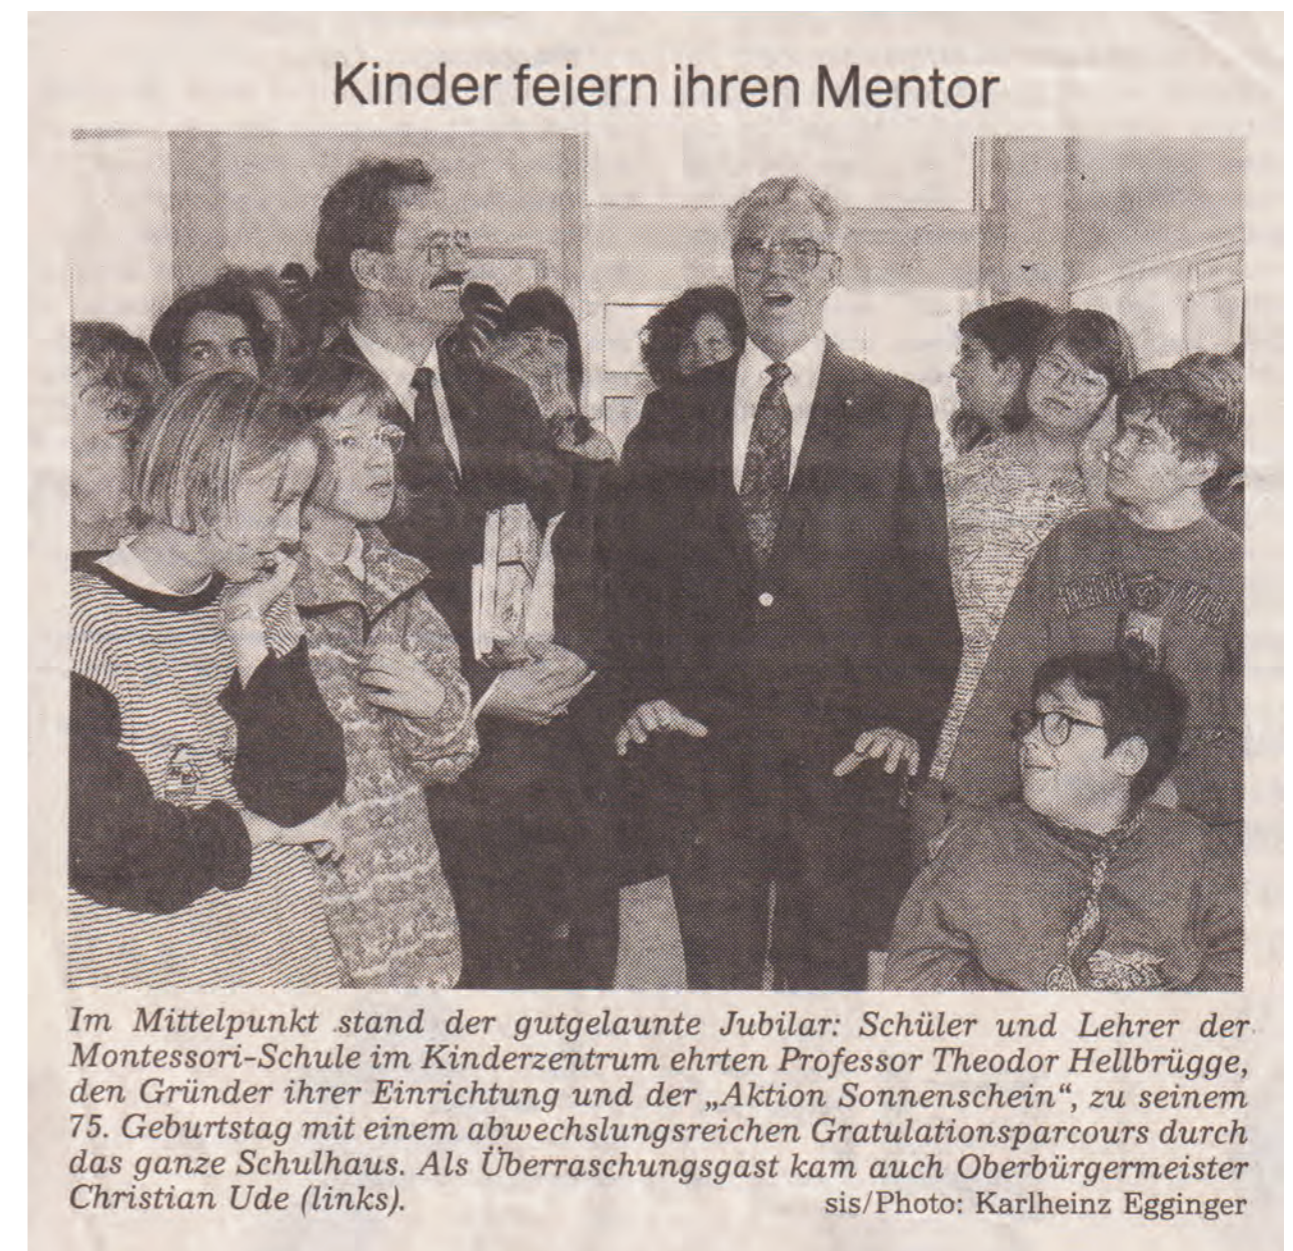 Kinder feiern ihren Mentor
Im Mittelpunkt stand der gutgelaunte Jubilar: Schüler und Lehrer der
Montessori-Schule im Kinderzentrum ehrten Professor Theodor Hellbrügge,
den Gründer ihrer Einrichtung und der „Aktion Sonnenschein“, zu seinem
75. Geburtstag mit einem abwechslungsreichen Gratulationsparcours durch
das ganze Schulhaus. Als Überraschungsgast kam auch Oberbürgermeister
Christian Ude (links). sis/Photo: Karlheinz Egginger